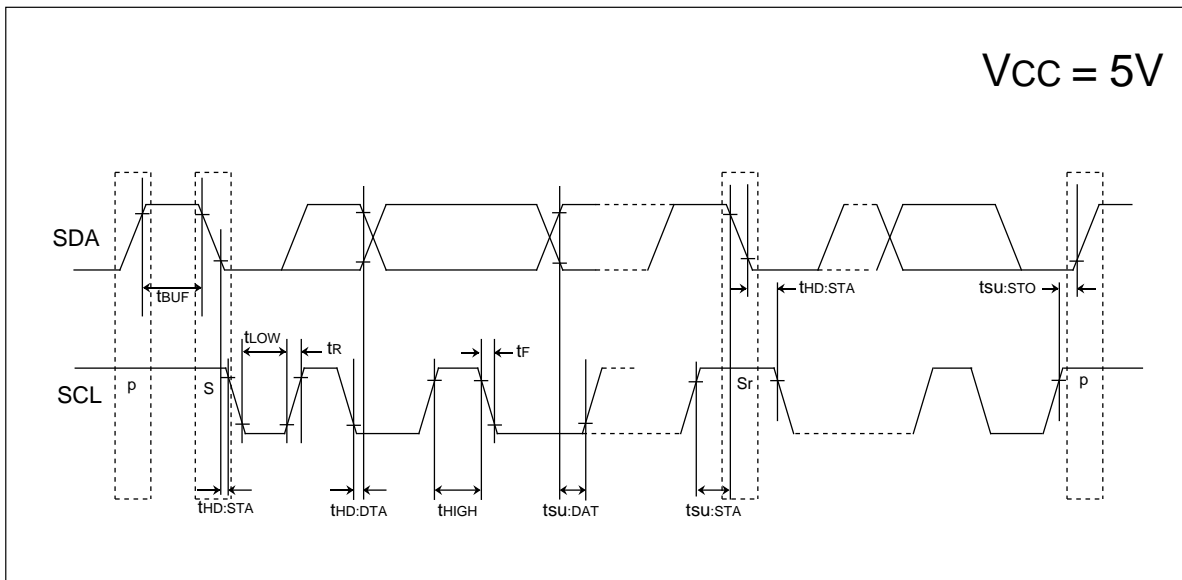 VCC = 5V
SDA
tBUF
tHD:STA
tsu:STO
tLOW
tR
tF
SCL
p
S
Sr
p
tHD:STA
tHD:DTA
tHIGH
tsu:DAT
tsu:STA